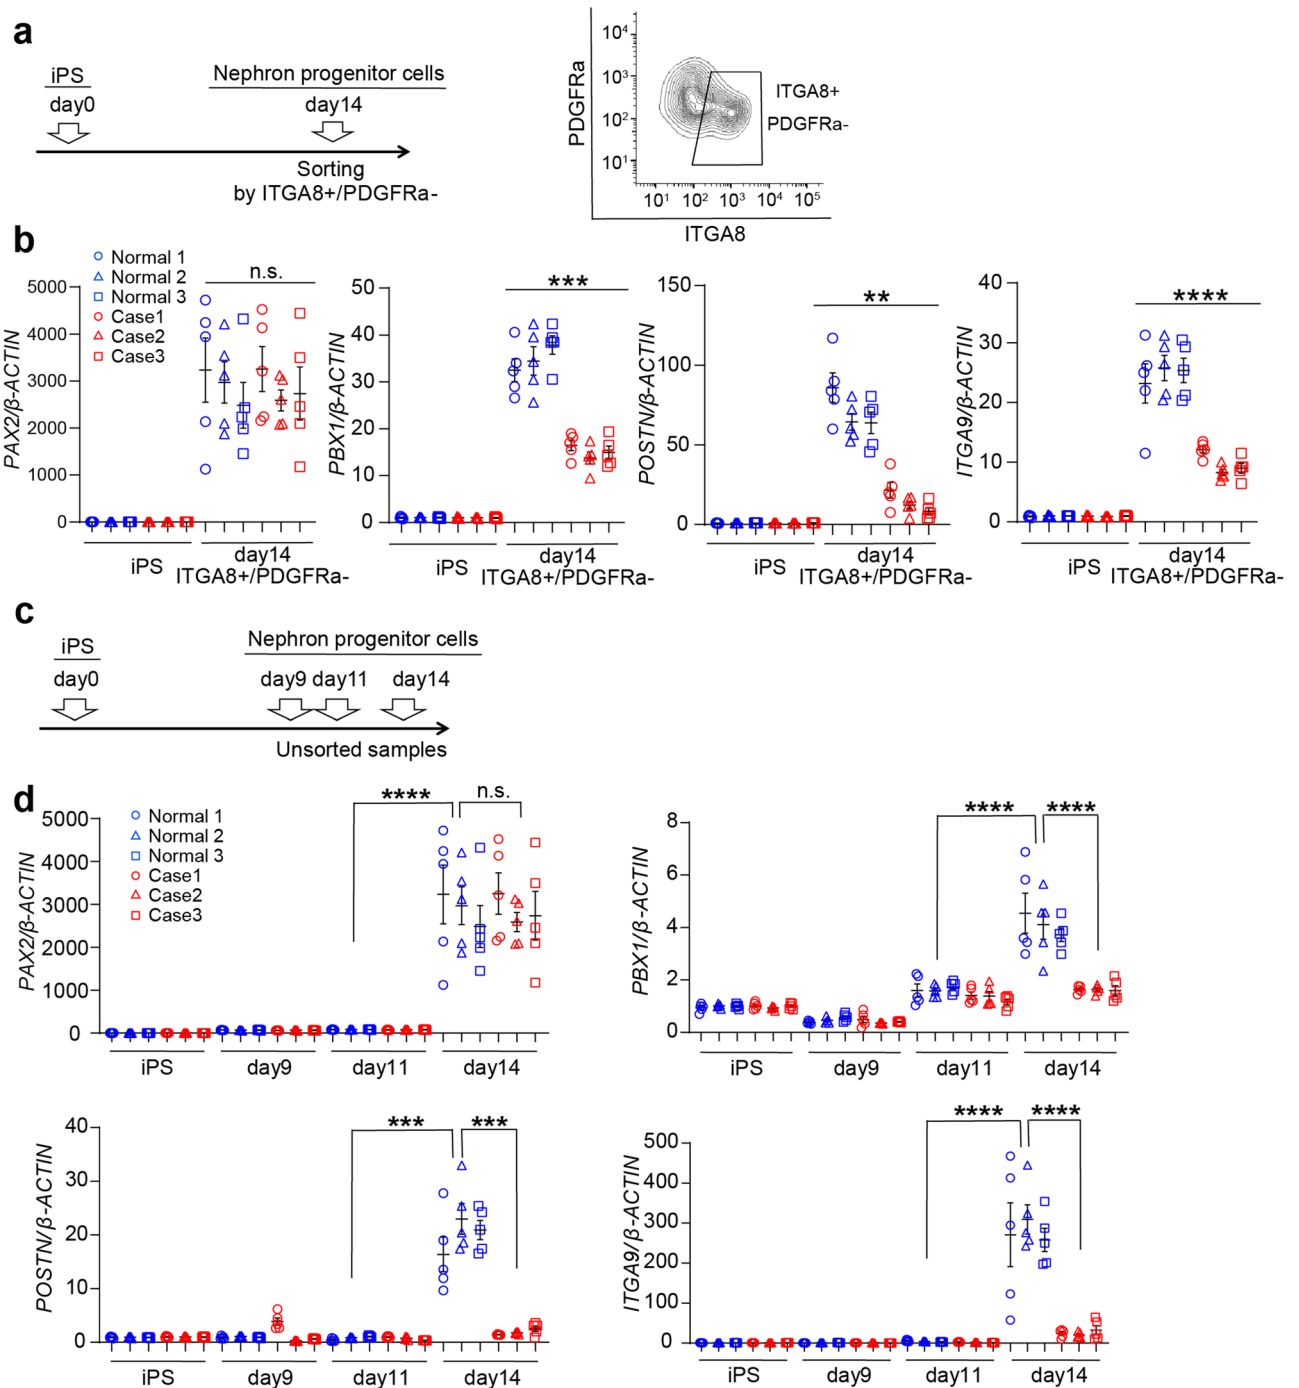 a
iPS
day0
Nephron progenitor cells
day14
Sorting
by ITGA8+/PDGFRa-
PDGFRa
10⁴
10³
10²
10¹
ITGA8+
PDGFRa-
10¹ 10² 10³ 10⁴ 10⁵
ITGA8
b
Normal 1
Normal 2
Normal 3
Case1
Case2
Case3
n.s.
PAX2/β-ACTIN
5000
4000
3000
2000
1000
0
iPS
day14
ITGA8+/PDGFRa-
***
PBX1/β-ACTIN
50
40
30
20
10
0
iPS
day14
ITGA8+/PDGFRa-
**
POSTN/β-ACTIN
150
100
50
0
iPS
day14
ITGA8+/PDGFRa-
****
ITGA9/β-ACTIN
40
30
20
10
0
iPS
day14
ITGA8+/PDGFRa-
c
iPS
day0
Nephron progenitor cells
day9 day11 day14
Unsorted samples
d
Normal 1
Normal 2
Normal 3
Case1
Case2
Case3
**** n.s.
PAX2/β-ACTIN
5000
4000
3000
2000
1000
0
iPS day9 day11 day14
**** ****
PBX1/β-ACTIN
8
6
4
2
0
iPS day9 day11 day14
*** ***
POSTN/β-ACTIN
40
30
20
10
0
iPS day9 day11 day14
**** ****
ITGA9/β-ACTIN
500
400
300
200
100
0
iPS day9 day11 day14